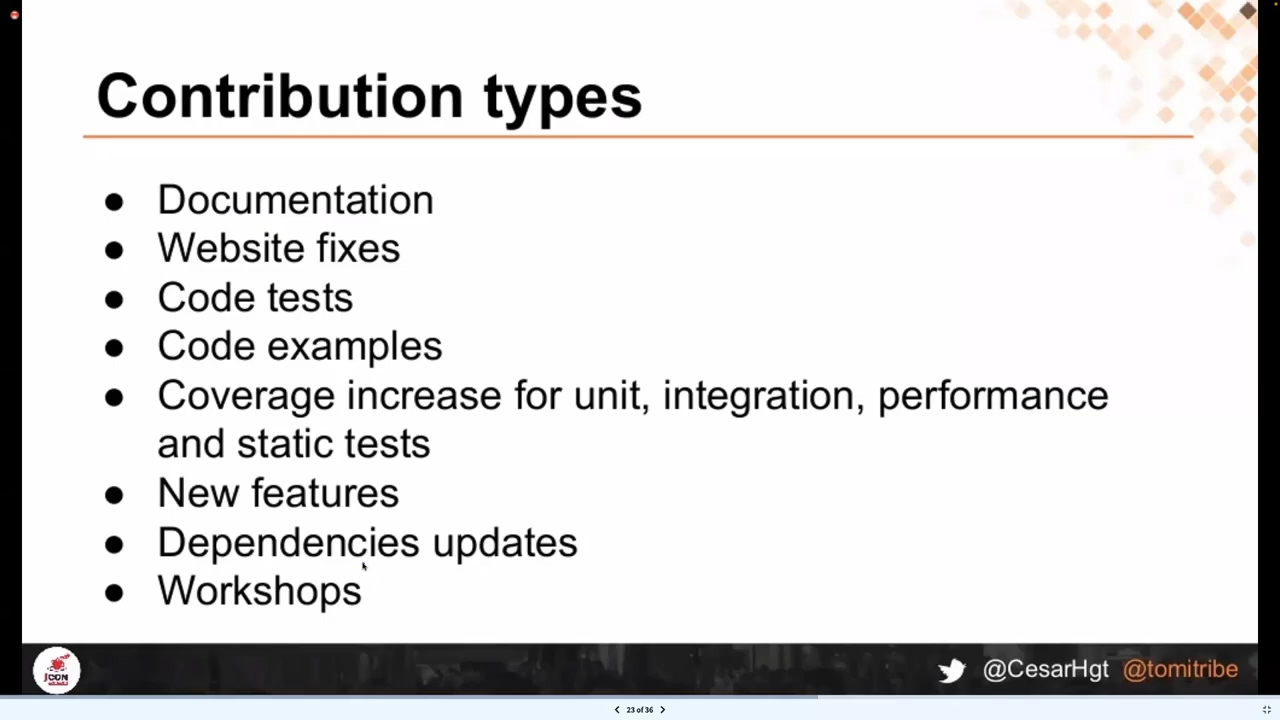 Contribution types
● Documentation
● Website fixes
● Code tests
● Code examples
● Coverage increase for unit, integration, performance
and static tests
● New features
● Dependencies updates
● Workshops
JCON
@CesarHgt @tomitribe
23 of 36